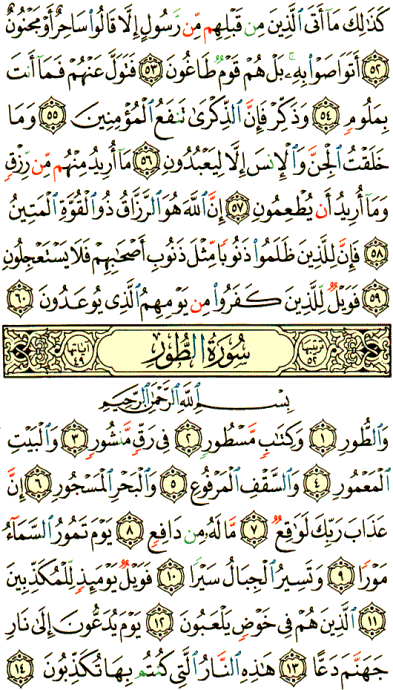 كَذَٰلِكَ مَآ أَتَى ٱلَّذِينَ مِن قَبْلِهِم مِّن رَّسُولٍ إِلَّا قَالُوا۟ سَاحِرٌ أَوْ مَجْنُونٌ
﴿٥٢﴾ أَتَوَاصَوْا۟ بِهِۦ ۚ بَلْ هُمْ قَوْمٌ طَاغُونَ ﴿٥٣﴾ فَتَوَلَّ عَنْهُمْ فَمَآ أَنتَ
بِمَلُومٍ ﴿٥٤﴾ وَذَكِّرْ فَإِنَّ ٱلذِّكْرَىٰ تَنفَعُ ٱلْمُؤْمِنِينَ ﴿٥٥﴾ وَمَا
خَلَقْتُ ٱلْجِنَّ وَٱلْإِنسَ إِلَّا لِيَعْبُدُونِ ﴿٥٦﴾ مَآ أُرِيدُ مِنْهُم مِّن رِّزْقٍ
وَمَآ أُرِيدُ أَن يُطْعِمُونِ ﴿٥٧﴾ إِنَّ ٱللَّهَ هُوَ ٱلرَّزَّاقُ ذُو ٱلْقُوَّةِ ٱلْمَتِينُ
﴿٥٨﴾ فَإِنَّ لِلَّذِينَ ظَلَمُوا۟ ذَنُوبًا مِّثْلَ ذَنُوبِ أَصْحَٰبِهِمْ فَلَا يَسْتَعْجِلُونِ
﴿٥٩﴾ فَوَيْلٌ لِّلَّذِينَ كَفَرُوا۟ مِن يَوْمِهِمُ ٱلَّذِى يُوعَدُونَ ﴿٦٠﴾
ترتيبها ٥٢ سُورَةُ الطُّورِ آياتها ٤٩
بِسْمِ ٱللَّهِ ٱلرَّحْمَٰنِ ٱلرَّحِيمِ
وَٱلطُّورِ ﴿١﴾ وَكِتَٰبٍ مَّسْطُورٍ ﴿٢﴾ فِى رَقٍّ مَّنشُورٍ ﴿٣﴾ وَٱلْبَيْتِ
ٱلْمَعْمُورِ ﴿٤﴾ وَٱلسَّقْفِ ٱلْمَرْفُوعِ ﴿٥﴾ وَٱلْبَحْرِ ٱلْمَسْجُورِ ﴿٦﴾ إِنَّ
عَذَابَ رَبِّكَ لَوَٰقِعٌ ﴿٧﴾ مَّا لَهُۥ مِن دَافِعٍ ﴿٨﴾ يَوْمَ تَمُورُ ٱلسَّمَآءُ
مَوْرًا ﴿٩﴾ وَتَسِيرُ ٱلْجِبَالُ سَيْرًا ﴿١٠﴾ فَوَيْلٌ يَوْمَئِذٍ لِّلْمُكَذِّبِينَ
﴿١١﴾ ٱلَّذِينَ هُمْ فِى خَوْضٍ يَلْعَبُونَ ﴿١٢﴾ يَوْمَ يُدَعُّونَ إِلَىٰ نَارِ
جَهَنَّمَ دَعًّا ﴿١٣﴾ هَٰذِهِ ٱلنَّارُ ٱلَّتِى كُنتُم بِهَا تُكَذِّبُونَ ﴿١٤﴾